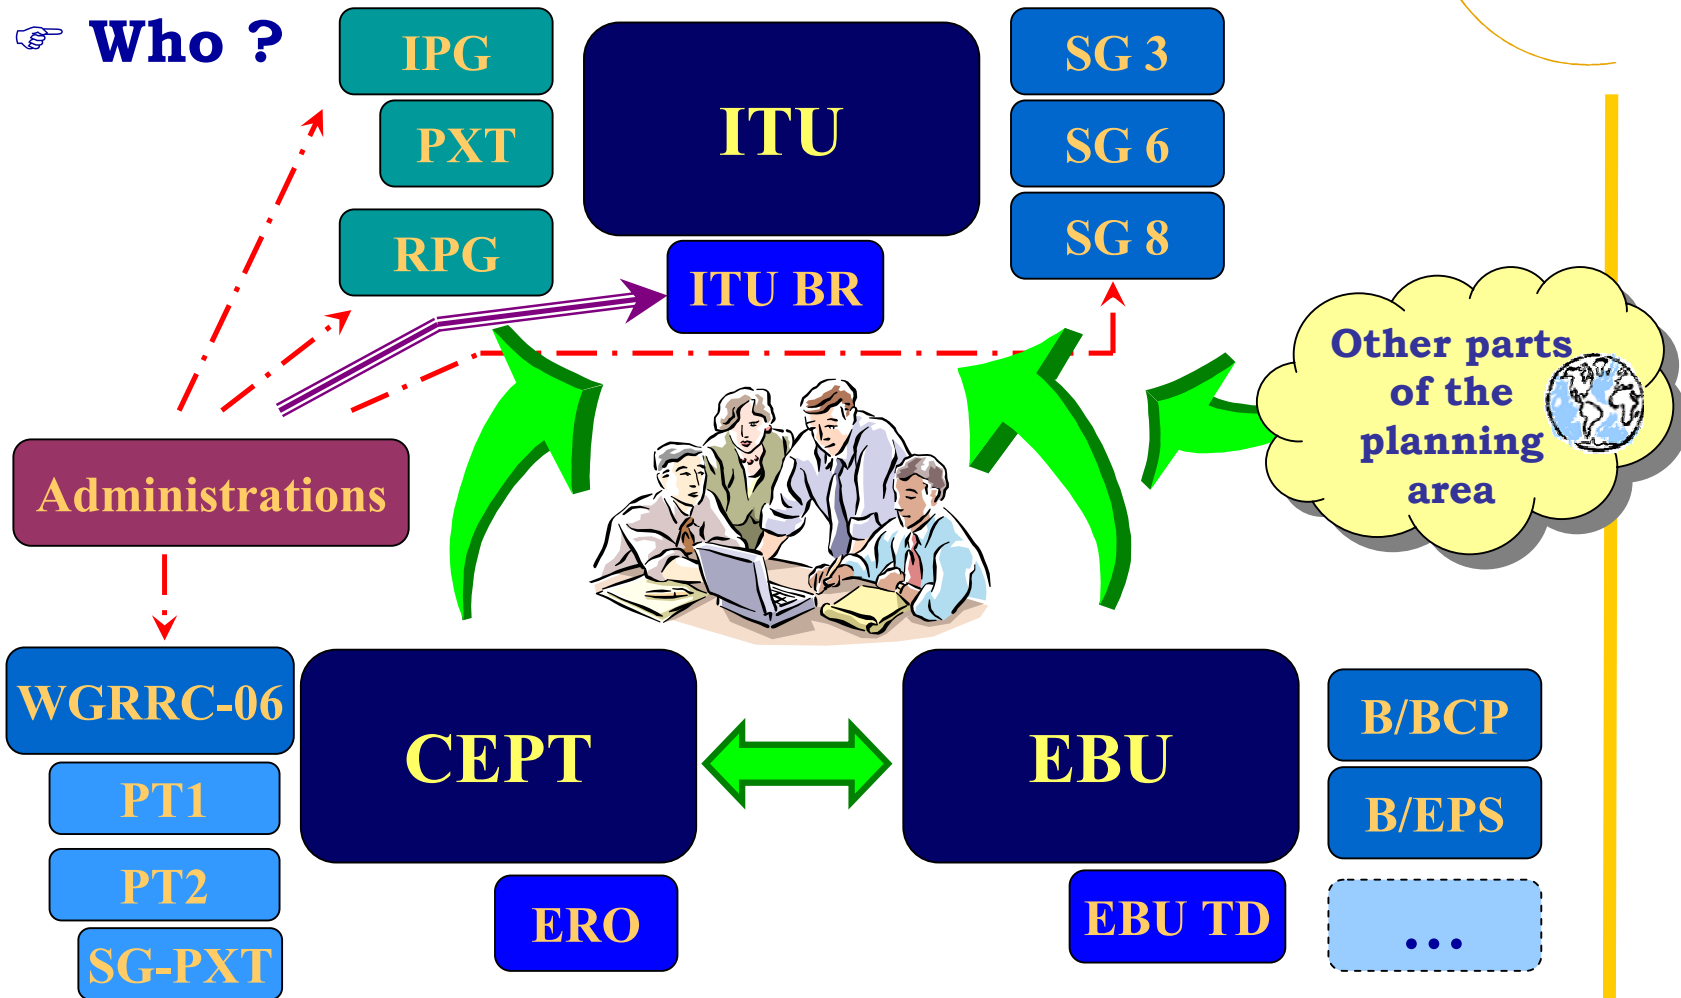 ☞ Who ?
IPG
PXT
RPG
ITU
ITU BR
SG 3
SG 6
SG 8
Other parts
of the
planning
area
Administrations
WGRRC-06
PT1
PT2
SG-PXT
CEPT
ERO
EBU
EBU TD
B/BCP
B/EPS
...